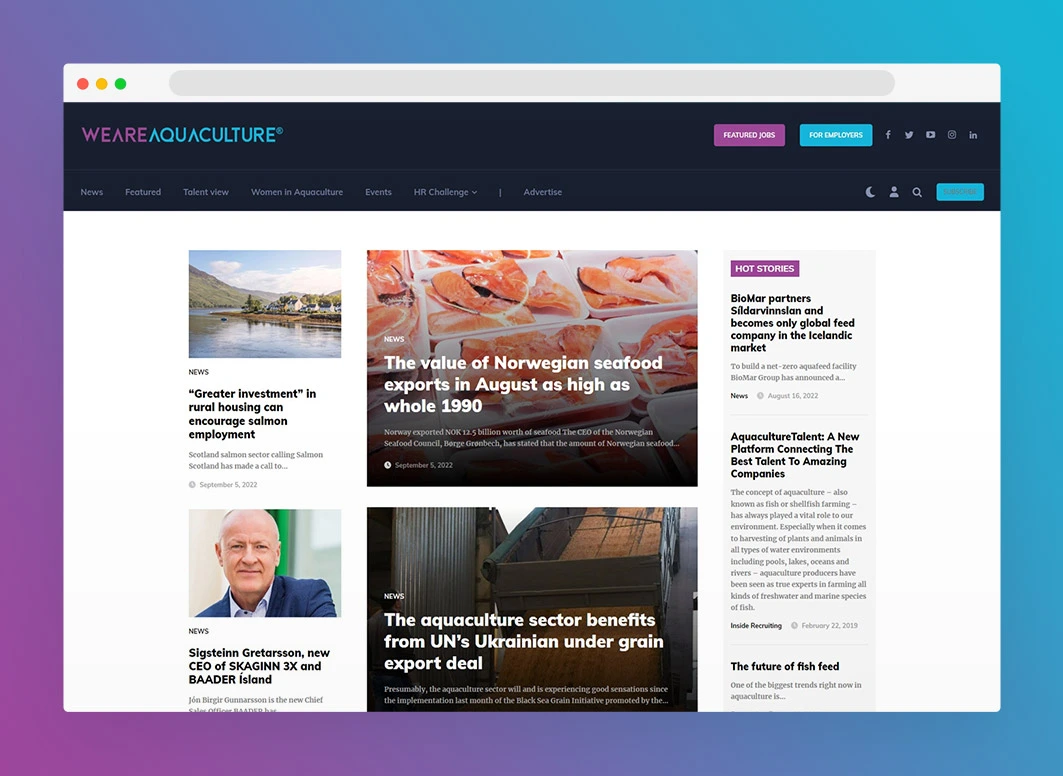 WEAREAQUACULTURE®
FEATURED JOBS
FOR EMPLOYERS
News
Featured
Talent view
Women in Aquaculture
Events
HR Challenge
|
Advertise
SUBSCRIBE!
NEWS
“Greater investment” in
rural housing can
encourage salmon
employment
Scotland salmon sector calling Salmon
Scotland has made a call to...
September 5, 2022
NEWS
Sigsteinn Gretarsson, new
CEO of SKAGINN 3X and
BAADER Ísland
Jón Birgir Gunnarsson is the new Chief
Sales Officer BAADER has
NEWS
The value of Norwegian seafood
exports in August as high as
whole 1990
Norway exported NOK 12.5 billion worth of seafood The CEO of the Norwegian
Seafood Council, Børge Grønbech, has stated that the amount of Norwegian seafood...
September 5, 2022
NEWS
The aquaculture sector benefits
from UN’s Ukrainian under grain
export deal
Presumably, the aquaculture sector will and is experiencing good sensations since
the implementation last month of the Black Sea Grain Initiative promoted by the...
HOT STORIES
BioMar partners
Síldarvinnslan and
becomes only global feed
company in the Icelandic
market
To build a net-zero aquafeed facility
BioMar Group has announced a...
News
August 16, 2022
AquacultureTalent: A New
Platform Connecting The
Best Talent To Amazing
Companies
The concept of aquaculture – also
known as fish or shellfish farming –
has always played a vital role to our
environment. Especially when it comes
to harvesting of plants and animals in
all types of water environments
including pools, lakes, oceans and
rivers – aquaculture producers have
been seen as true experts in farming all
kinds of freshwater and marine species
of fish.
Inside Recruiting
February 22, 2019
The future of fish feed
One of the biggest trends right now in
aquaculture is...